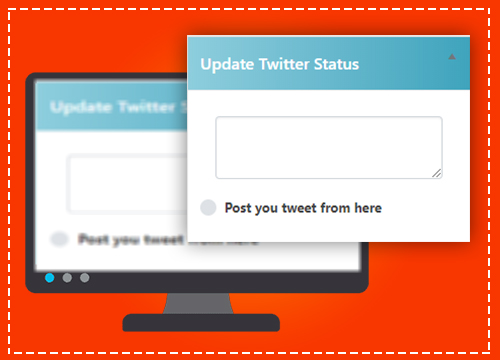 Update Twitter Status
Post you tweet from here
Update Twitter S
Post you tweet from here